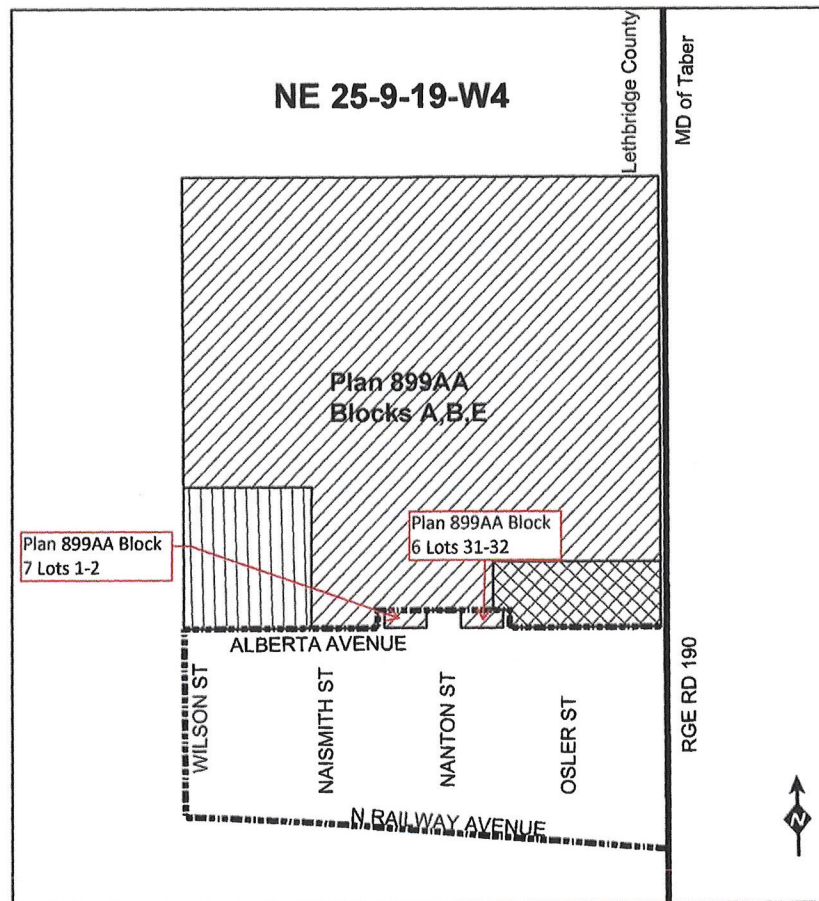 NE 25-9-19-W4
Lethbridge County
MD of Taber
Plan 899AA
Blocks A,B,E
Plan 899AA Block
7 Lots 1-2
Plan 899AA Block
6 Lots 31-32
ALBERTA AVENUE
WILSON ST
NAISMITH ST
NANTON ST
OSLER ST
RGE RD 190
N RAILWAY AVENUE
N